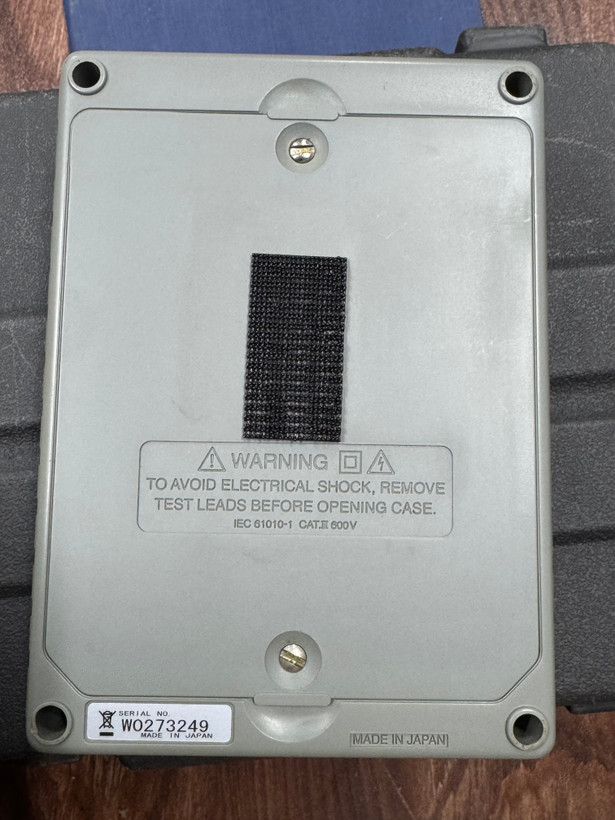 WARNING
TO AVOID ELECTRICAL SHOCK, REMOVE
TEST LEADS BEFORE OPENING CASE.
IEC 61010-1 CAT.III 600V
SERIAL NO.
W0273249
MADE IN JAPAN
MADE IN JAPAN